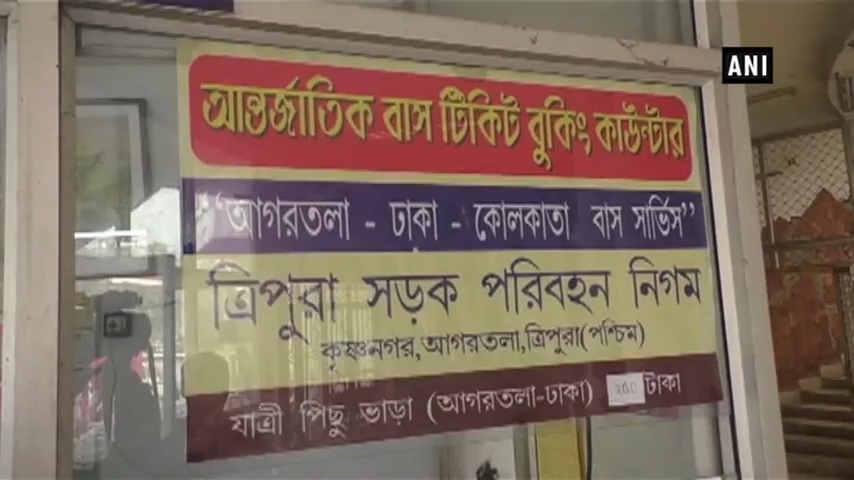 ANI
আন্তর্জাতিক বাস টিকিট বুকিং কাউন্টার
"আগরতলা - ঢাকা - কোলকাতা বাস সার্ভিস"
ত্রিপুরা সড়ক পরিবহন নিগম
কৃষ্ণনগর,আগরতলা,ত্রিপুরা(পশ্চিম)
যাত্রী পিছু ভাড়া (আগরতলা-ঢাকা) টাকা